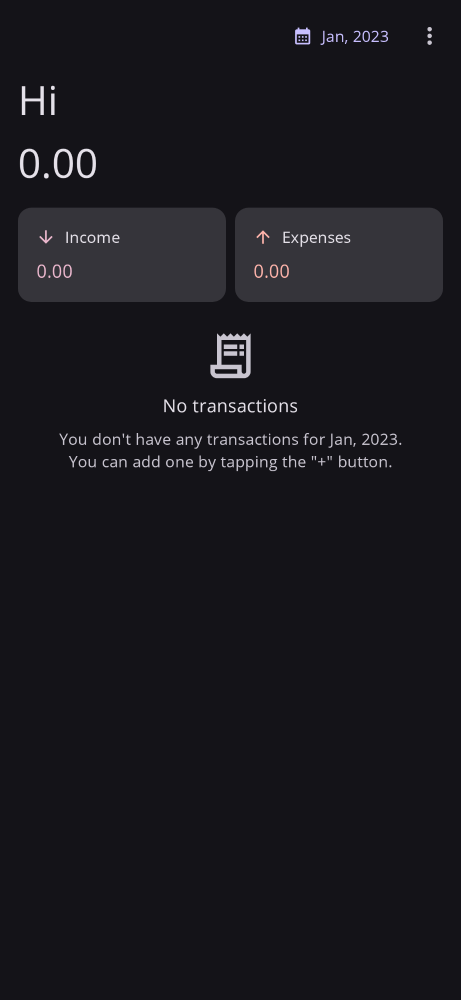 Jan, 2023
Hi
0.00
Income
0.00
Expenses
0.00
No transactions
You don't have any transactions for Jan, 2023.
You can add one by tapping the "+" button.